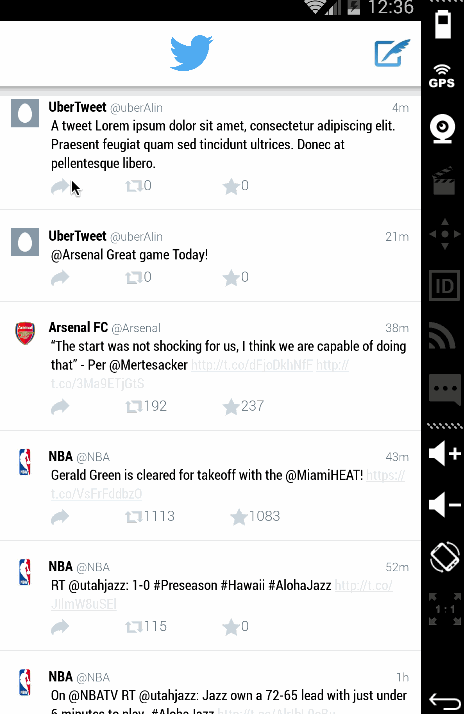 12:36
UberTweet @uberAlin 4m
A tweet Lorem ipsum dolor sit amet, consectetur adipiscing elit.
Praesent feugiat quam sed tincidunt ultrices. Donec at
pellentesque libero.
0 0
UberTweet @uberAlin 21m
@Arsenal Great game Today!
0 0
Arsenal FC @Arsenal 38m
“The start was not shocking for us, I think we are capable of doing
that” - Per @Mertesacker http://t.co/dFjoDkhNfF http://
t.co/3Ma9ETjGtS
192 237
NBA @NBA 43m
Gerald Green is cleared for takeoff with the @MiamiHEAT! https://
t.co/VsFrFddbzO
1113 1083
NBA @NBA 52m
RT @utahjazz: 1-0 #Preseason #Hawaii #AlohaJazz http://t.co/
JiImW8uSEl
115 0
NBA @NBA 1h
On @NBATV RT @utahjazz: Jazz own a 72-65 lead with just under
6 minutes to play. #AlohaJazz
GPS
ID
1:1